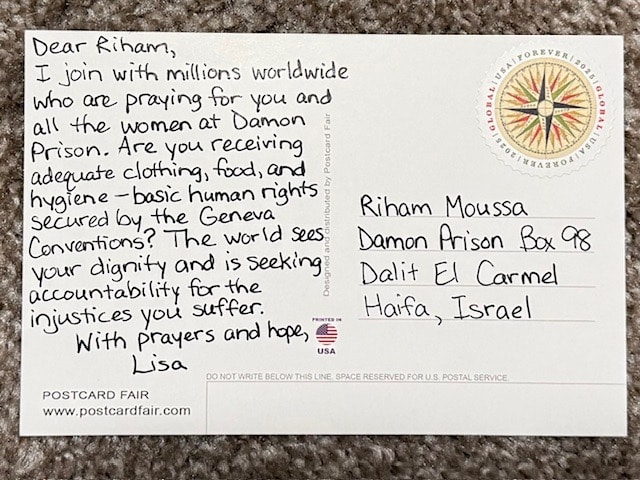 Dear Riham,
I join with millions worldwide
who are praying for you and
all the women at Damon
Prison. Are you receiving
adequate clothing, food, and
hygiene – basic human rights
secured by the Geneva
Conventions? The world sees
your dignity and is seeking
accountability for the
injustices you suffer.
With prayers and hope,
Lisa
POSTCARD FAIR
www.postcardfair.com
Designed and distributed by Postcard Fair
PRINTED IN
USA
GLOBAL | USA | FOREVER | 2025 | GLOBAL | USA | FOREVER | 2025 |
Riham Moussa
Damon Prison Box 98
Dalit El Carmel
Haifa, Israel
DO NOT WRITE BELOW THIS LINE. SPACE RESERVED FOR U.S. POSTAL SERVICE.